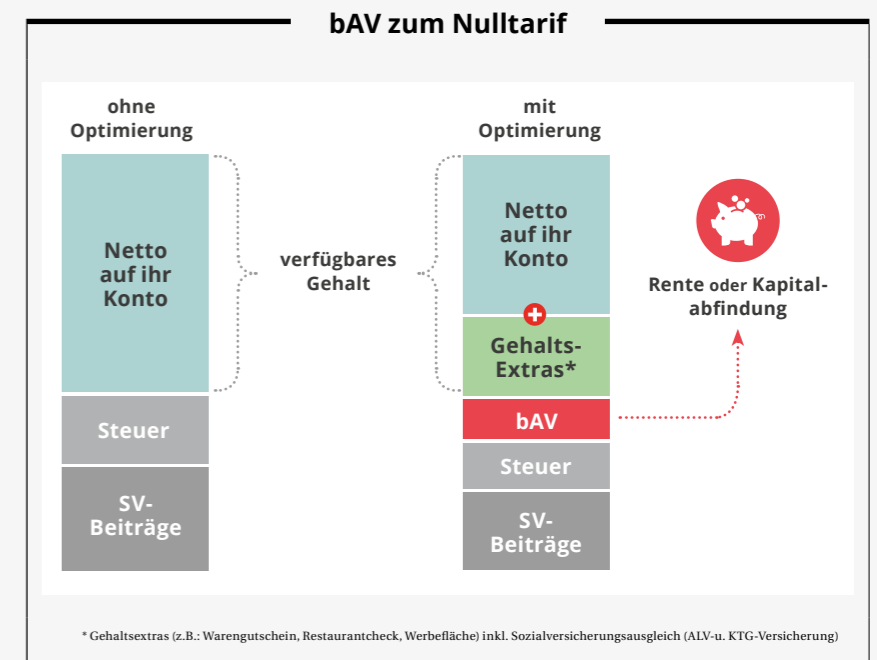 bAV zum Nulltarif
ohne
Optimierung
mit
Optimierung
Netto
auf ihr
Konto
verfügbares
Gehalt
Netto
auf ihr
Konto
Rente oder Kapital-
abfindung
Gehalts-
Extras*
bAV
Steuer
Steuer
SV-
Beiträge
SV-
Beiträge
* Gehaltsextras (z.B.: Warengutschein, Restaurantcheck, Werbefläche) inkl. Sozialversicherungsausgleich (ALV-u. KTG-Versicherung)